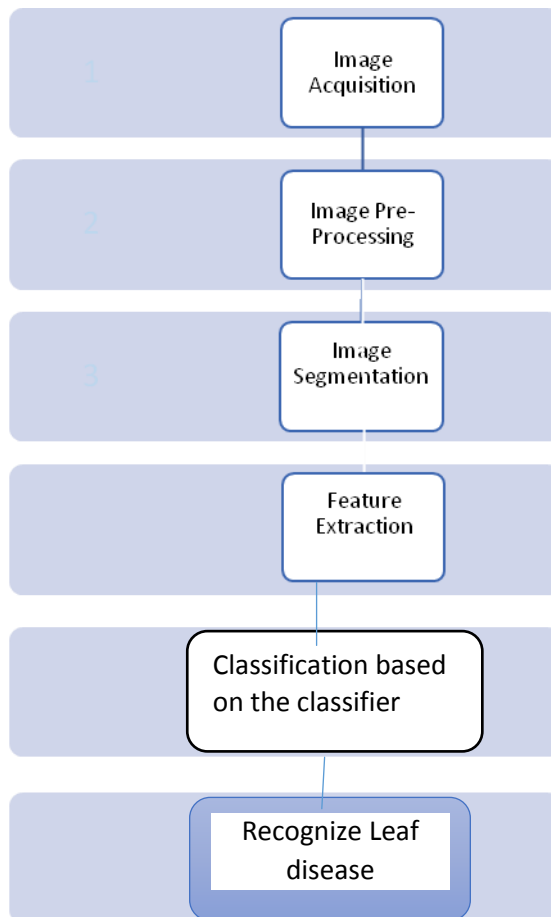 1
Image
Acquisition
2
Image Pre-
Processing
3
Image
Segmentation
Feature
Extraction
Classification based
on the classifier
Recognize Leaf
disease